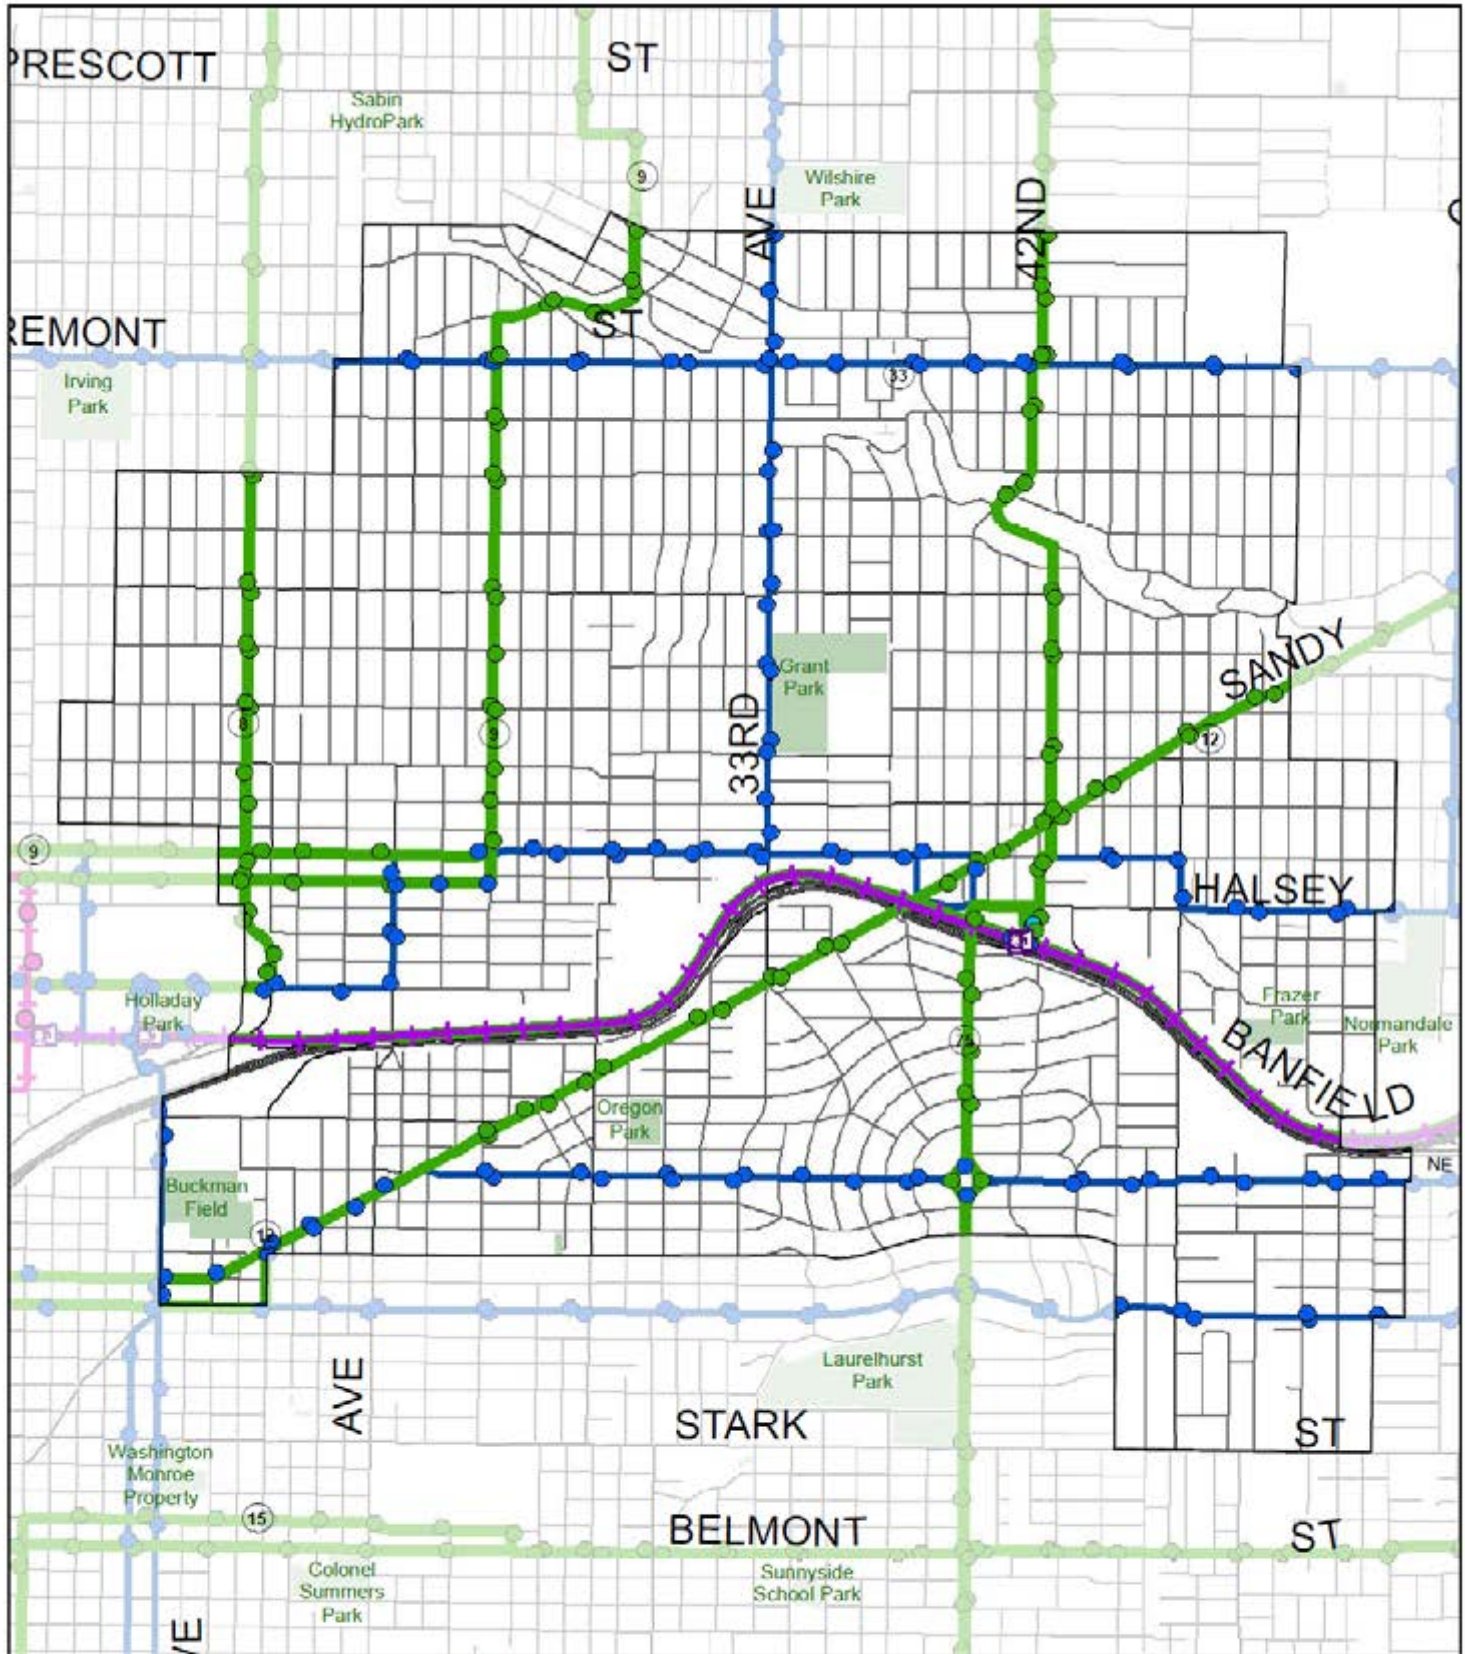 PRESCOTT
ST
Sabin
HydroPark
9
Wilshire
Park
AVE
42ND
REMONT
ST
Irving
Park
33
Grant
Park
SANDY
8
9
33RD
12
9
HALSEY
Holladay
Park
Frazer
Park
Normandale
Park
75
BANFIELD
Oregon
Park
NE
Buckman
Field
12
Laurelhurst
Park
AVE
STARK
ST
Washington
Monroe
Property
15
BELMONT
ST
Colonel
Summers
Park
Sunnyside
School Park
VE